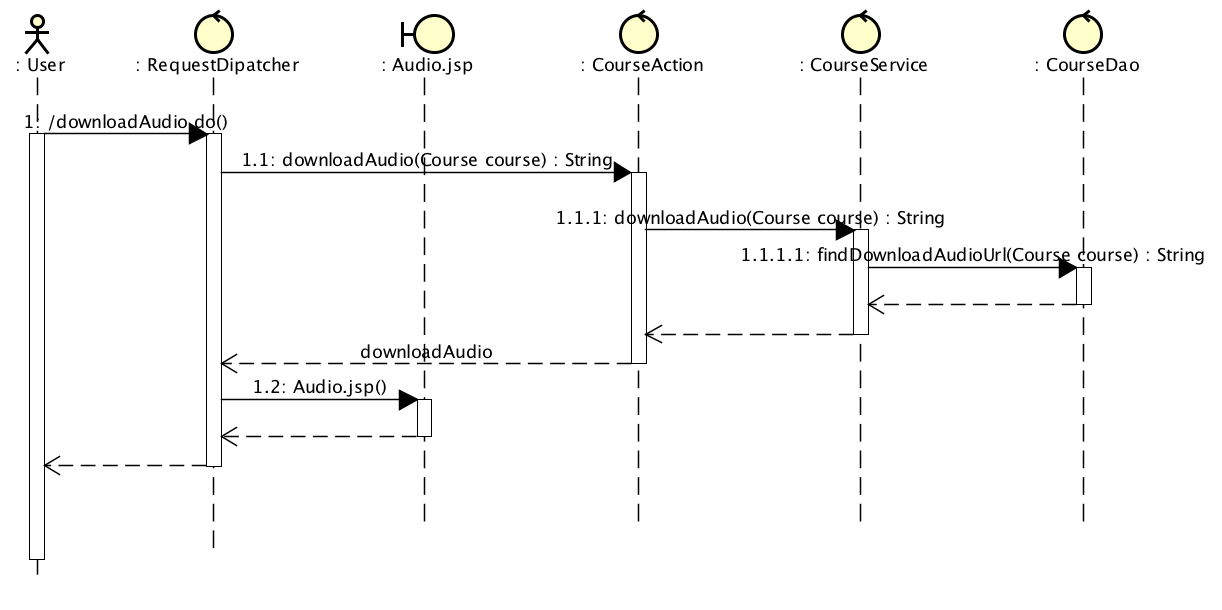 : User
: RequestDipatcher
: Audio.jsp
: CourseAction
: CourseService
: CourseDao
1: /downloadAudio.do()
1.1: downloadAudio(Course course) : String
1.1.1: downloadAudio(Course course) : String
1.1.1.1: findDownloadAudioUrl(Course course) : String
downloadAudio
1.2: Audio.jsp()